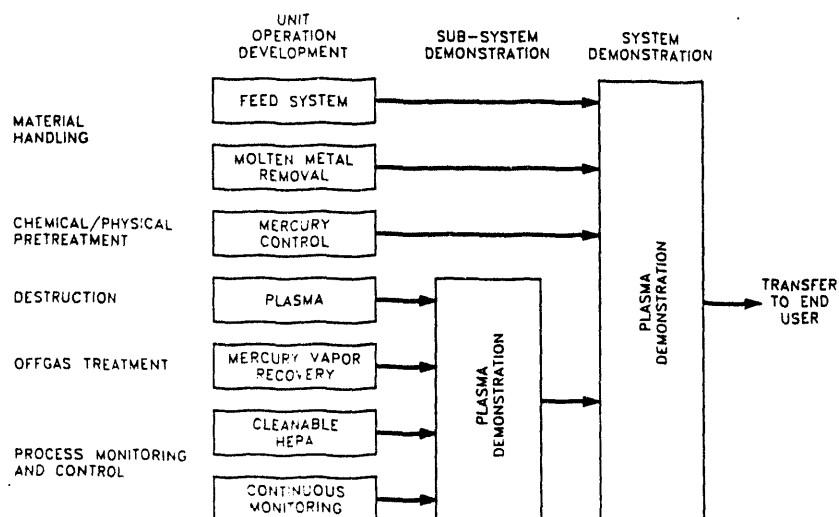 UNIT
OPERATION
DEVELOPMENT
SUB-SYSTEM
DEMONSTRATION
SYSTEM
DEMONSTRATION
MATERIAL
HANDLING
FEED SYSTEM
MOLTEN METAL
REMOVAL
CHEMICAL/PHYSICAL
PRETREATMENT
MERCURY
CONTROL
DESTRUCTION
PLASMA
OFFGAS TREATMENT
MERCURY VAPOR
RECOVERY
PROCESS MONITORING
AND CONTROL
CLEANABLE
HEPA
CONTINUOUS
MONITORING
PLASMA
DEMONSTRATION
PLASMA
DEMONSTRATION
TRANSFER
TO END
USER